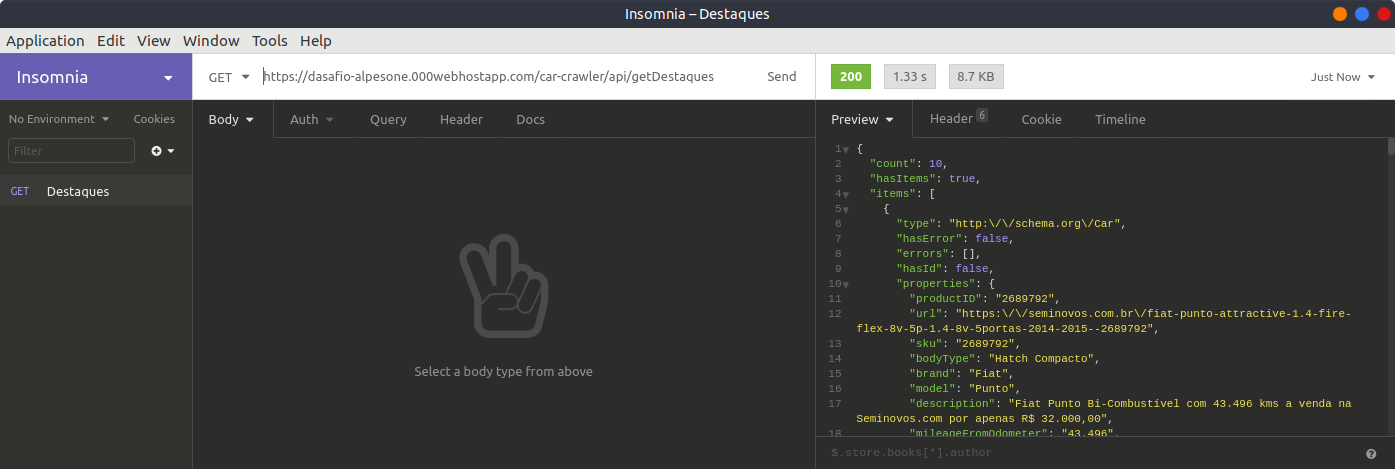 Insomnia – Destaques
Application Edit View Window Tools Help
Insomnia
GET https://dasafio-alpesone.000webhostapp.com/car-crawler/api/getDestaques Send
200 1.33 s 8.7 KB Just Now
No Environment Cookies
Filter
GET Destaques
Body Auth Query Header Docs
Select a body type from above
Preview Header 6 Cookie Timeline
1 {
2 "count": 10,
3 "hasItems": true,
4 "items": [
5 {
6 "type": "http:\/\/schema.org\/Car",
7 "hasError": false,
8 "errors": [],
9 "hasId": false,
10 "properties": {
11 "productID": "2689792",
12 "url": "https:\/\/seminovos.com.br\/fiat-punto-attractive-1.4-fire-
flex-8v-5p-1.4-8v-5portas-2014-2015--2689792",
13 "sku": "2689792",
14 "bodyType": "Hatch Compacto",
15 "brand": "Fiat",
16 "model": "Punto",
17 "description": "Fiat Punto Bi-Combustível com 43.496 kms a venda na
Seminovos.com por apenas R$ 32.000,00",
18 "mileageFromOdometer": "43.496",
$.store.books[*].author